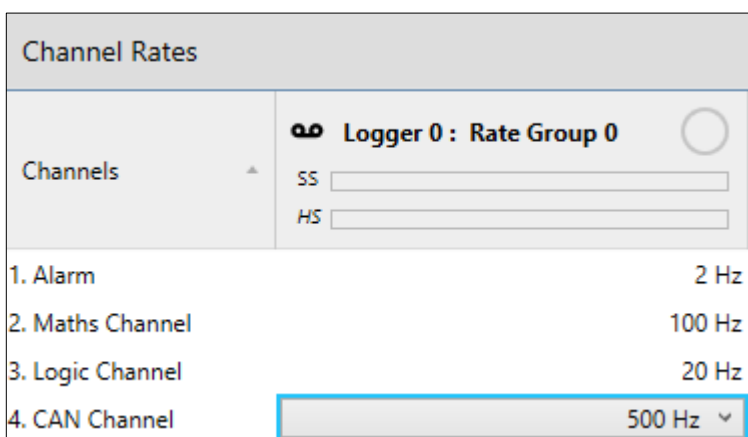 Channel Rates
Channels
Logger 0 : Rate Group 0
SS
HS
1. Alarm 2 Hz
2. Maths Channel 100 Hz
3. Logic Channel 20 Hz
4. CAN Channel 500 Hz